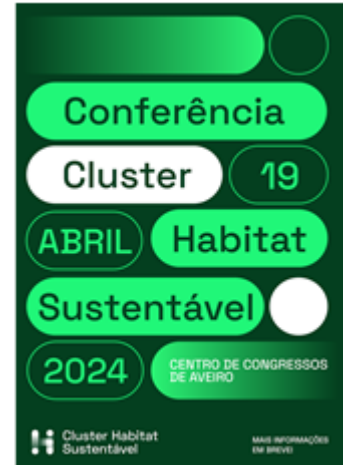 Conferência
Cluster 19
ABRIL Habitat
Sustentável
2024 CENTRO DE CONGRESSOS
DE AVEIRO
Cluster Habitat
Sustentável
MAIS INFORMAÇÕES
EM BREVE!